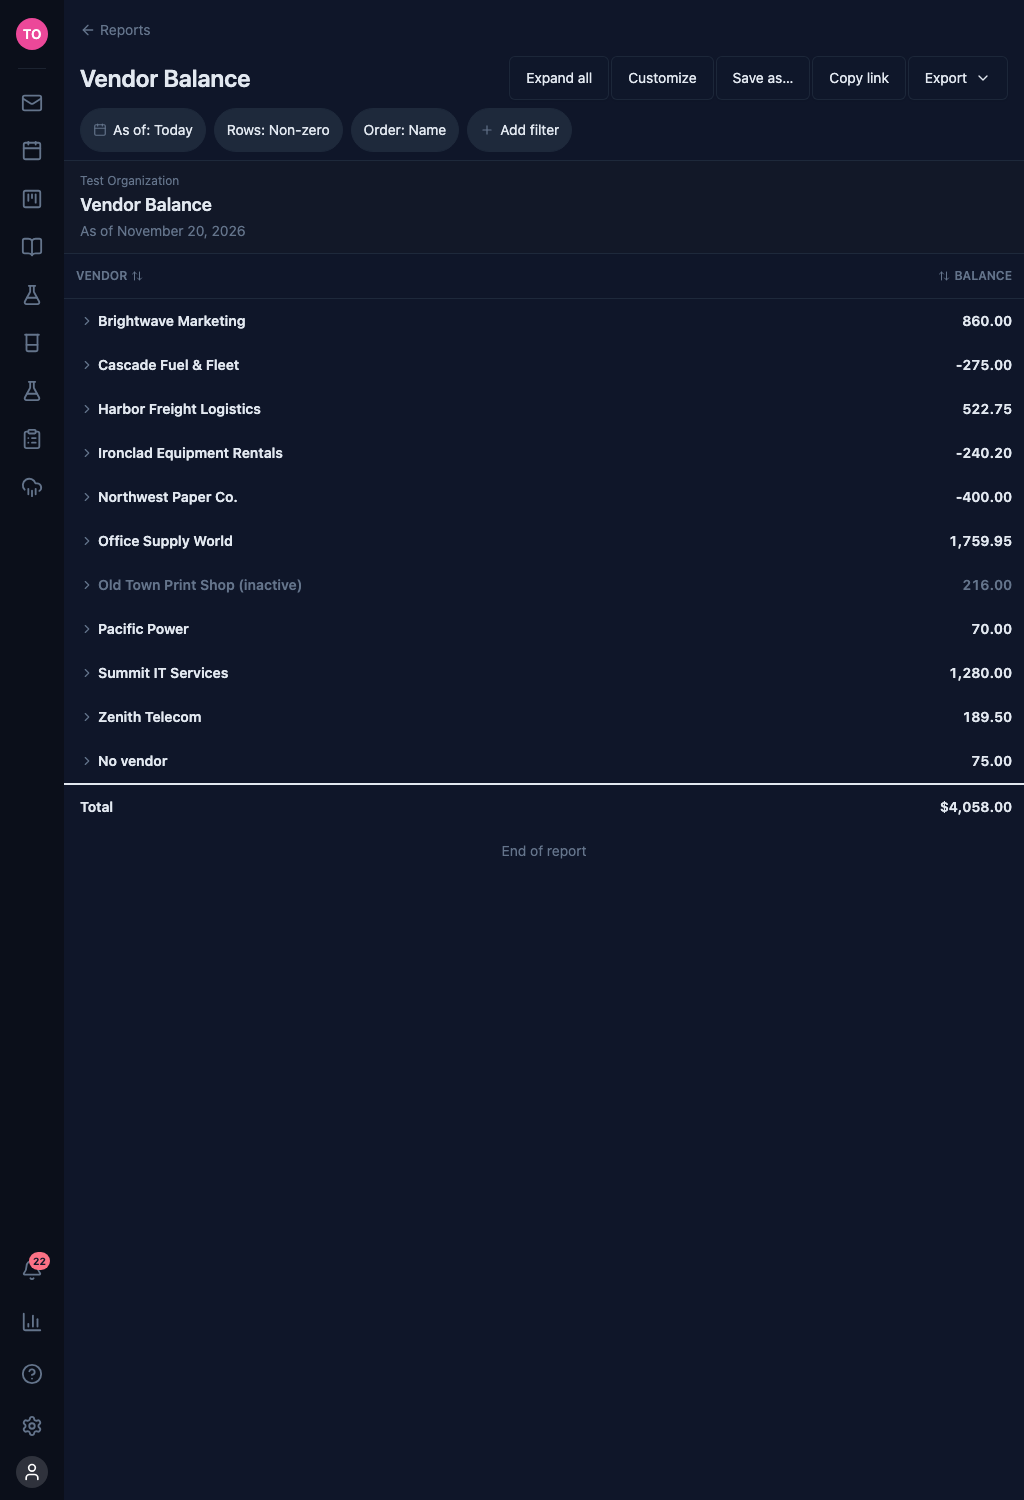 TO
Reports
Vendor Balance
Expand all
Customize
Save as...
Copy link
Export
As of: Today
Rows: Non-zero
Order: Name
Add filter
Test Organization
Vendor Balance
As of November 20, 2026
VENDOR BALANCE
Brightwave Marketing 860.00
Cascade Fuel & Fleet -275.00
Harbor Freight Logistics 522.75
Ironclad Equipment Rentals -240.20
Northwest Paper Co. -400.00
Office Supply World 1,759.95
Old Town Print Shop (inactive) 216.00
Pacific Power 70.00
Summit IT Services 1,280.00
Zenith Telecom 189.50
No vendor 75.00
Total $4,058.00
End of report
22